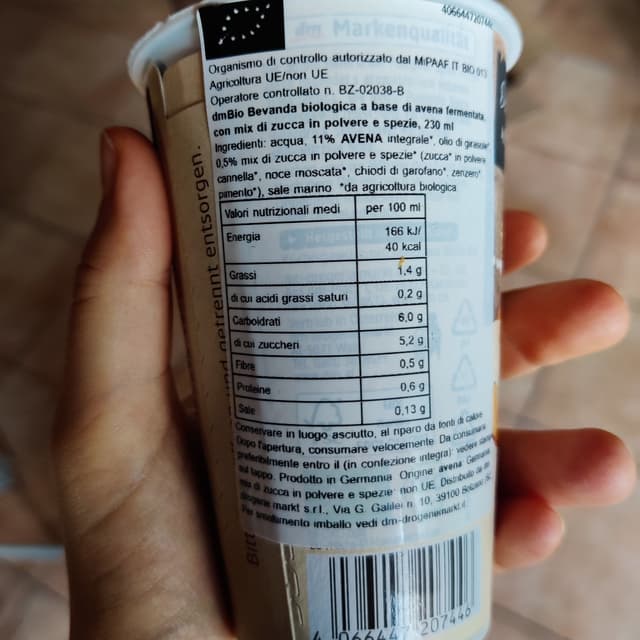 4066447207446
dm Markenqualität
Organismo di controllo autorizzato dal MiPAAF IT BIO 013
Agricoltura UE/non UE
Operatore controllato n. BZ-02038-B
dmBio Bevanda biologica a base di avena fermentata,
con mix di zucca in polvere e spezie, 230 ml
Ingredienti: acqua, 11% AVENA integrale*, olio di girasole*
0,5% mix di zucca in polvere e spezie* (zucca* in polvere
cannella*, noce moscata*, chiodi di garofano*, zenzero*
pimento*), sale marino *da agricoltura biologica
Valori nutrizionali medi per 100 ml
Energia 166 kJ/
40 kcal
Grassi 1,4 g
di cui acidi grassi saturi 0,2 g
Carboidrati 6,0 g
di cui zuccheri 5,2 g
Fibre 0,5 g
Proteine 0,6 g
Sale 0,13 g
Conservare in luogo asciutto, al riparo da fonti di calore
Dopo l'apertura, consumare velocemente. Da consumarsi
preferibilmente entro il (in confezione integra): vedere
sul tappo. Prodotto in Germania. Origine: avena: Germania
mix di zucca in polvere e spezie: non UE. Distribuito da dm
drogerie markt s.r.l., Via G. Galilei n. 10, 39100 Bolzano
Per smaltimento imballo vedi dm-drogeriemarkt.it
getrennt entsorgen.
4 066447 207446